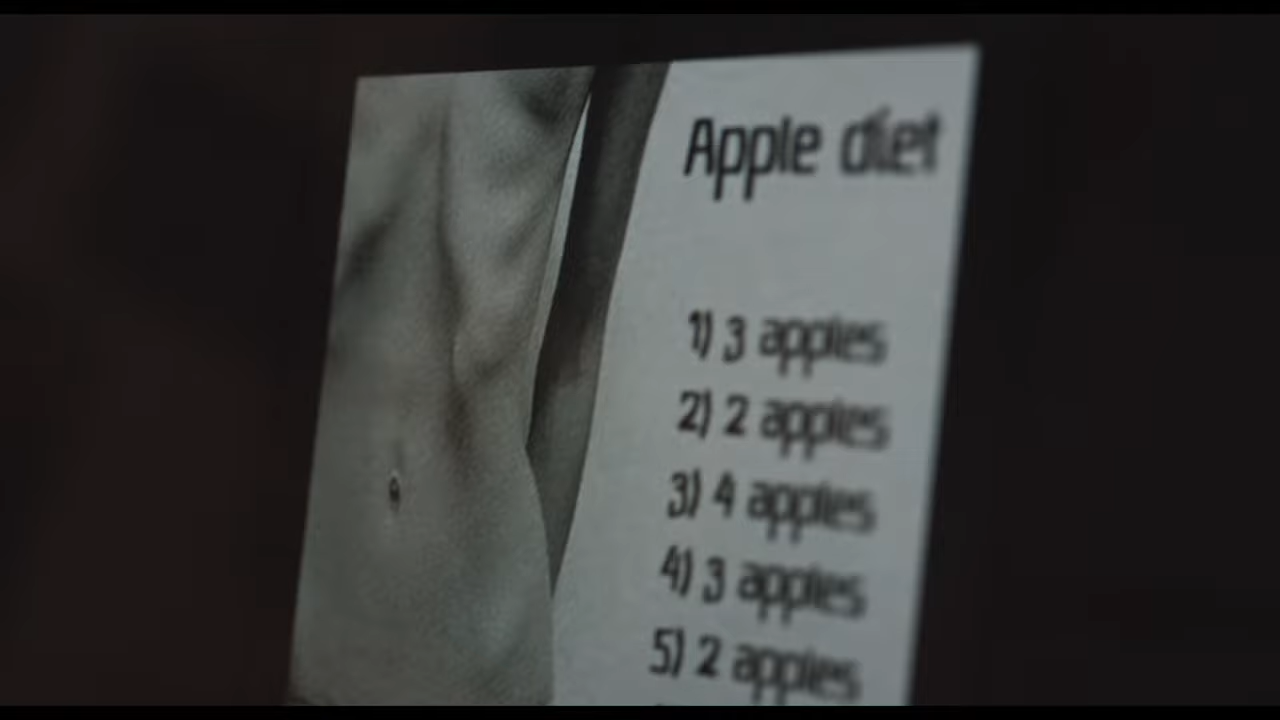 Apple diet
1) 3 apples
2) 2 apples
3) 4 apples
4) 3 apples
5) 2 apples